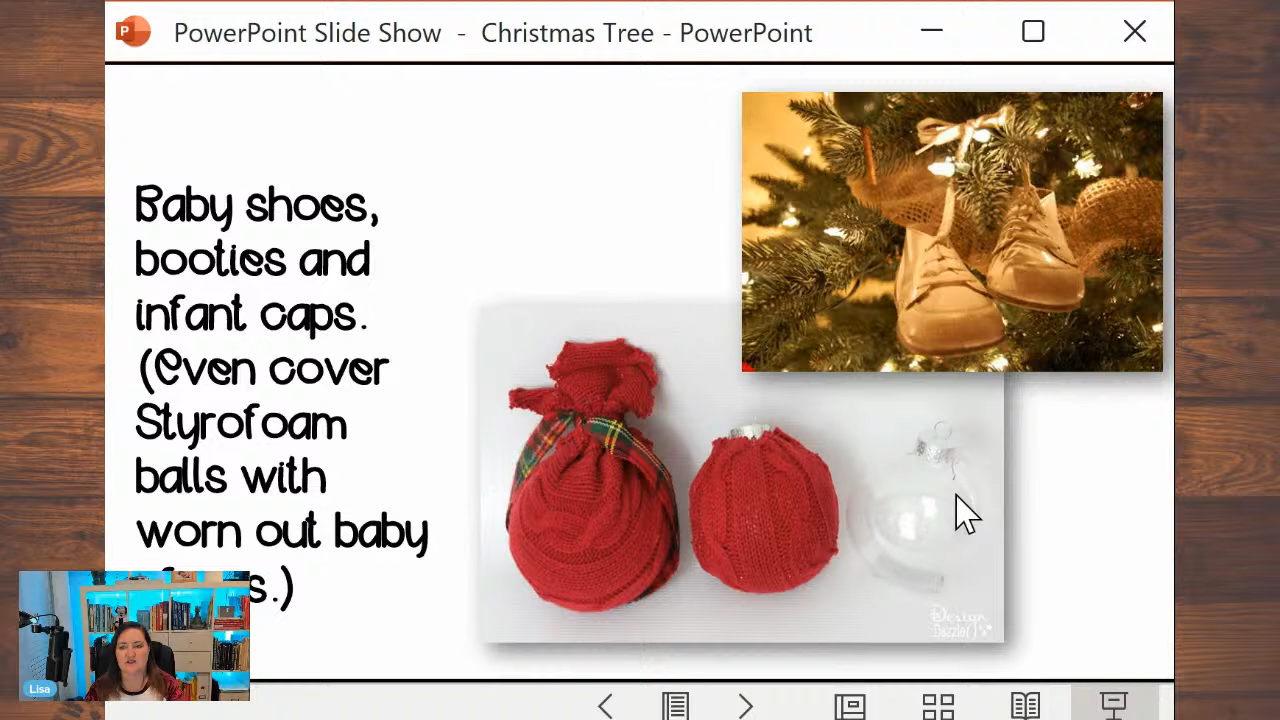 P
PowerPoint Slide Show - Christmas Tree - PowerPoint
Baby shoes,
booties and
infant caps.
(Even cover
Styrofoam
balls with
worn out baby
s.)
Design
Dazzle
Lisa